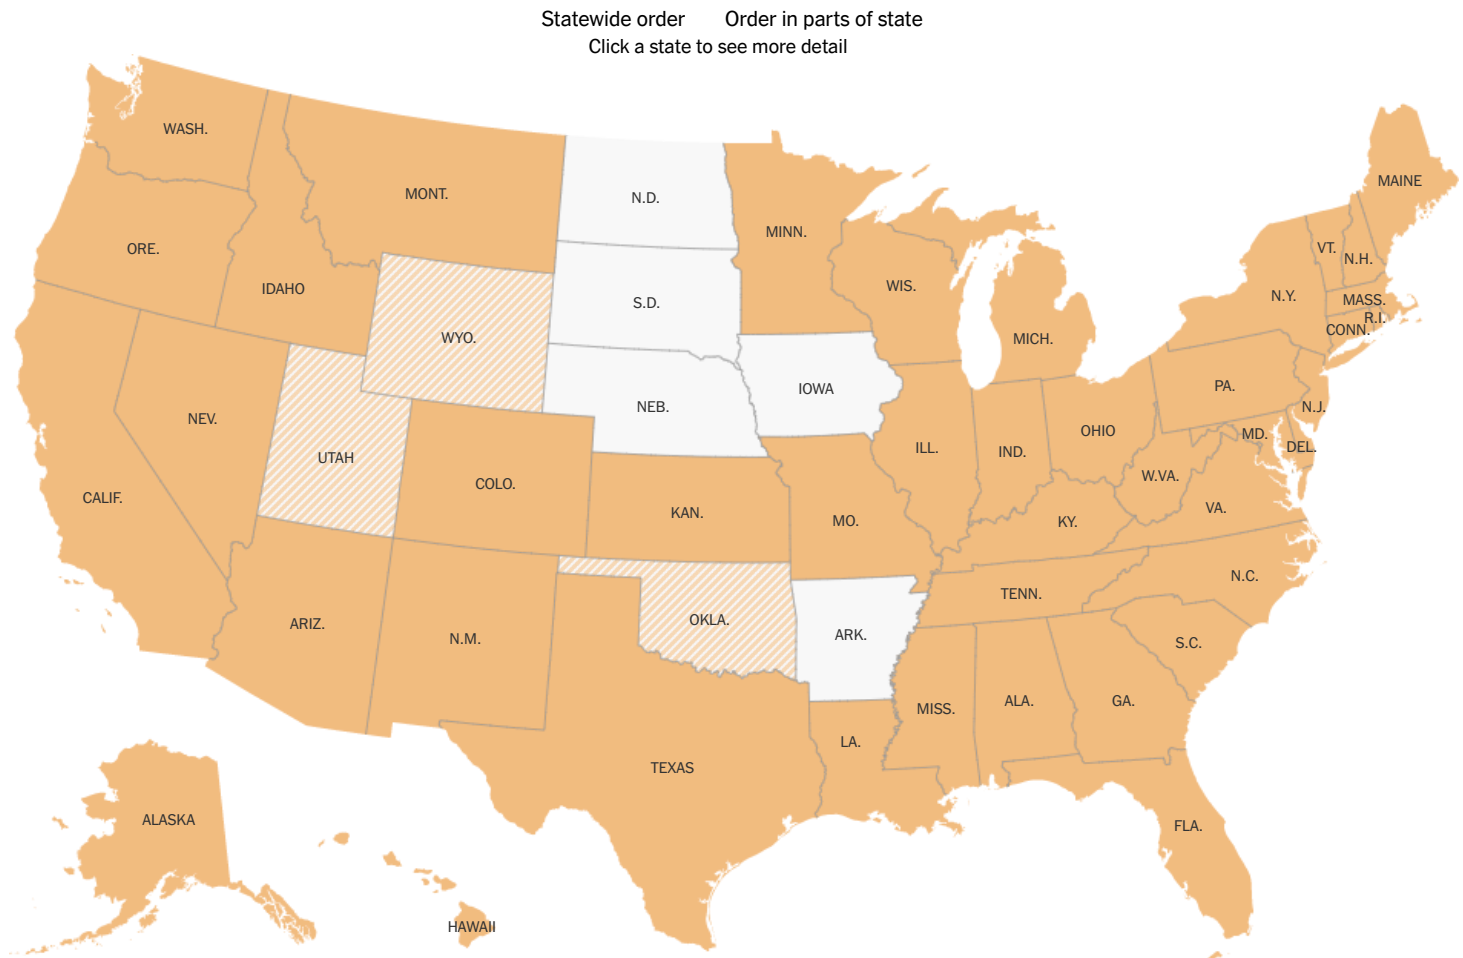 Statewide order Order in parts of state
Click a state to see more detail
WASH.
MONT.
N.D.
MINN.
MAINE
ORE.
IDAHO
S.D.
WIS.
VT.
N.H.
N.Y.
MASS.
R.I.
CONN.
WYO.
MICH.
NEV.
UTAH
NEB.
IOWA
PA.
N.J.
CALIF.
COLO.
KAN.
MO.
ILL.
IND.
OHIO
W.VA.
MD.
DEL.
VA.
KY.
ARIZ.
N.M.
OKLA.
ARK.
TENN.
N.C.
S.C.
MISS.
ALA.
GA.
TEXAS
LA.
FLA.
ALASKA
HAWAII